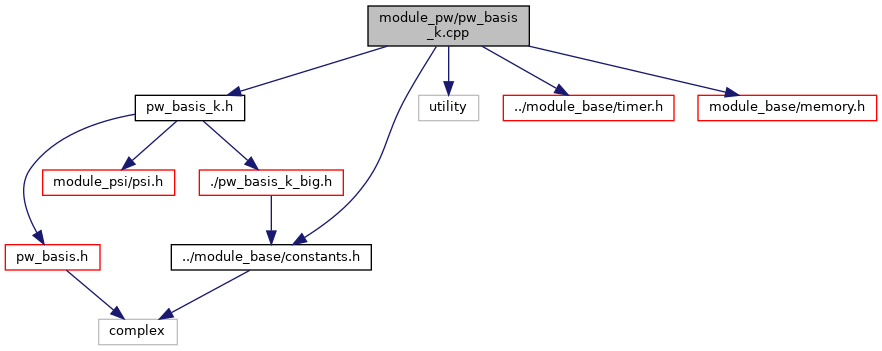 module_pw/pw_basis
_k.cpp
pw_basis_k.h
utility
../module_base/timer.h
module_base/memory.h
module_psi/psi.h
./pw_basis_k_big.h
pw_basis.h
../module_base/constants.h
complex